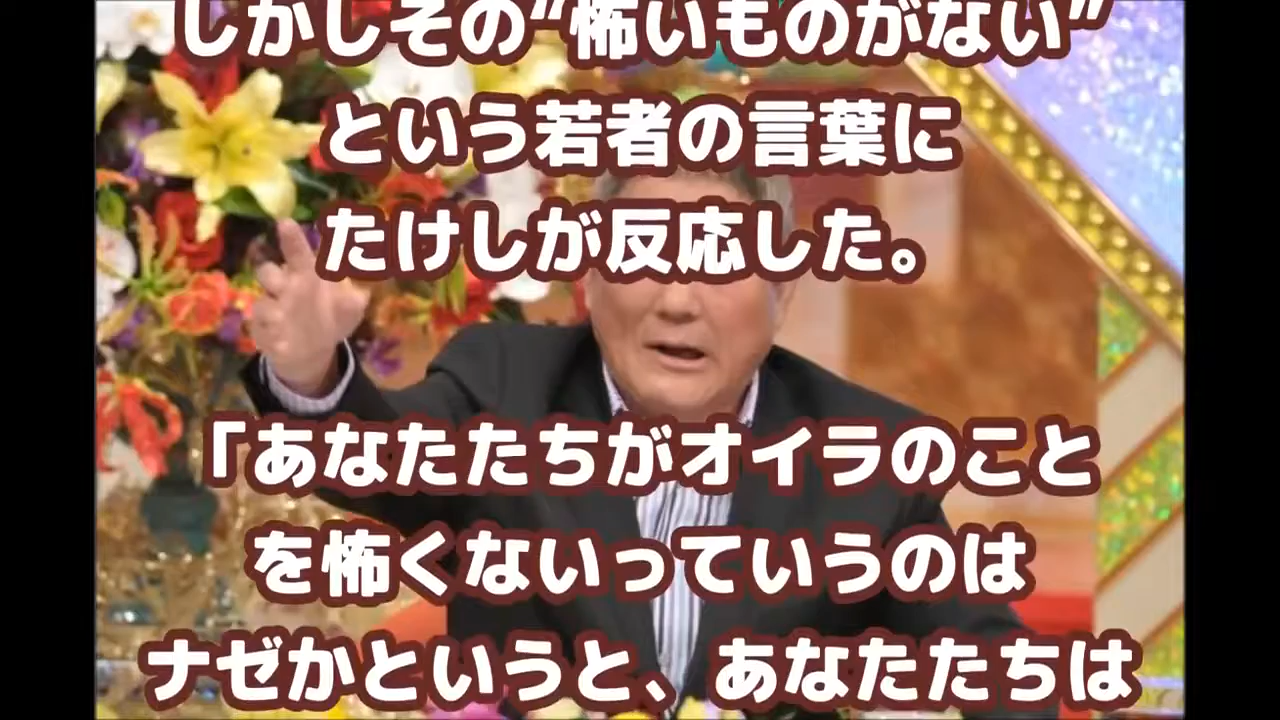 しかしその“怖いものがない”
という若者の言葉に
たけしが反応した。
「あなたたちがオイラのこと
を怖くないっていうのは
ナゼかというと、あなたたちは